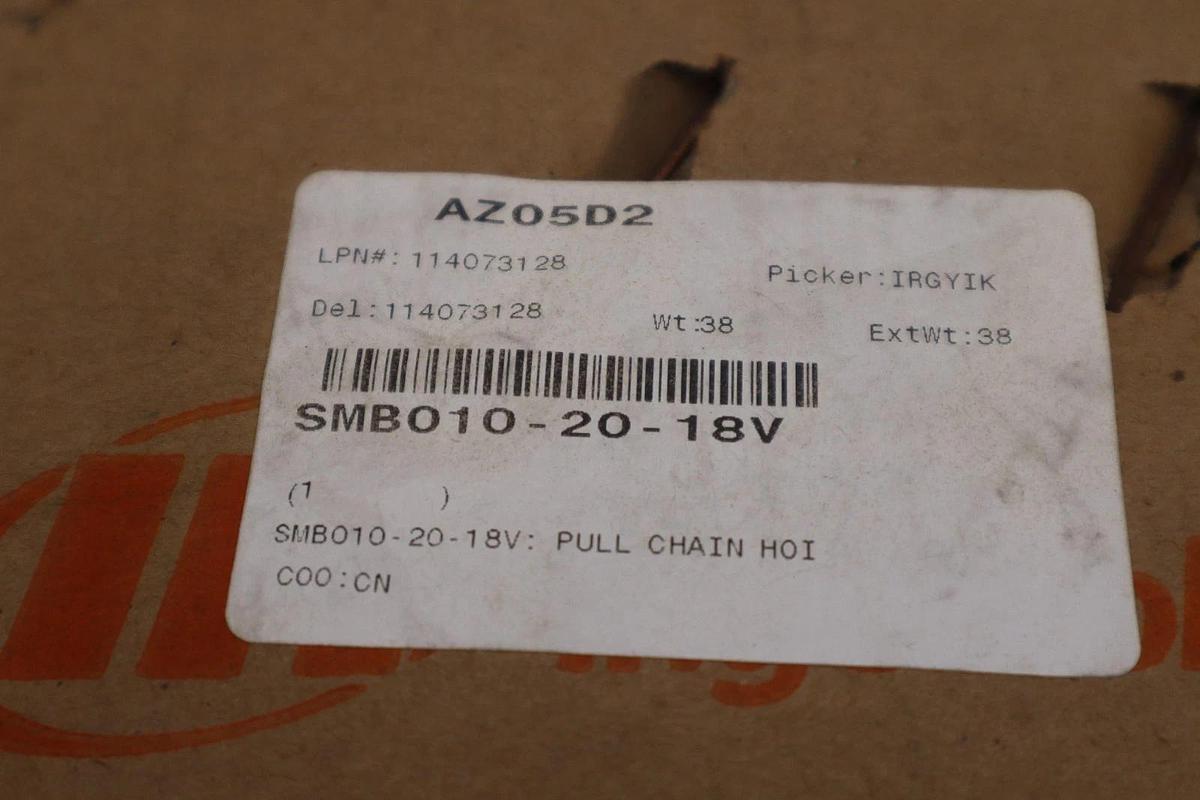 AZ05D2
LPN#: 114073128
Picker:IRGYIK
Del:114073128
Wt:38
ExtWt:38
SMB010-20-18V
(1 )
SMB010-20-18V: PULL CHAIN HOI
COO:CN